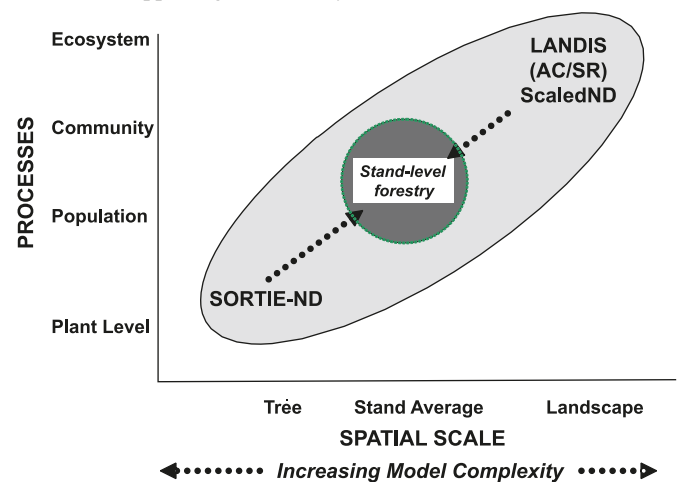 Ecosystem
Community
Population
Plant Level
PROCESSES
LANDIS
(AC/SR)
ScaledND
Stand-level
forestry
SORTIE-ND
Tree
Stand Average
Landscape
SPATIAL SCALE
Increasing Model Complexity